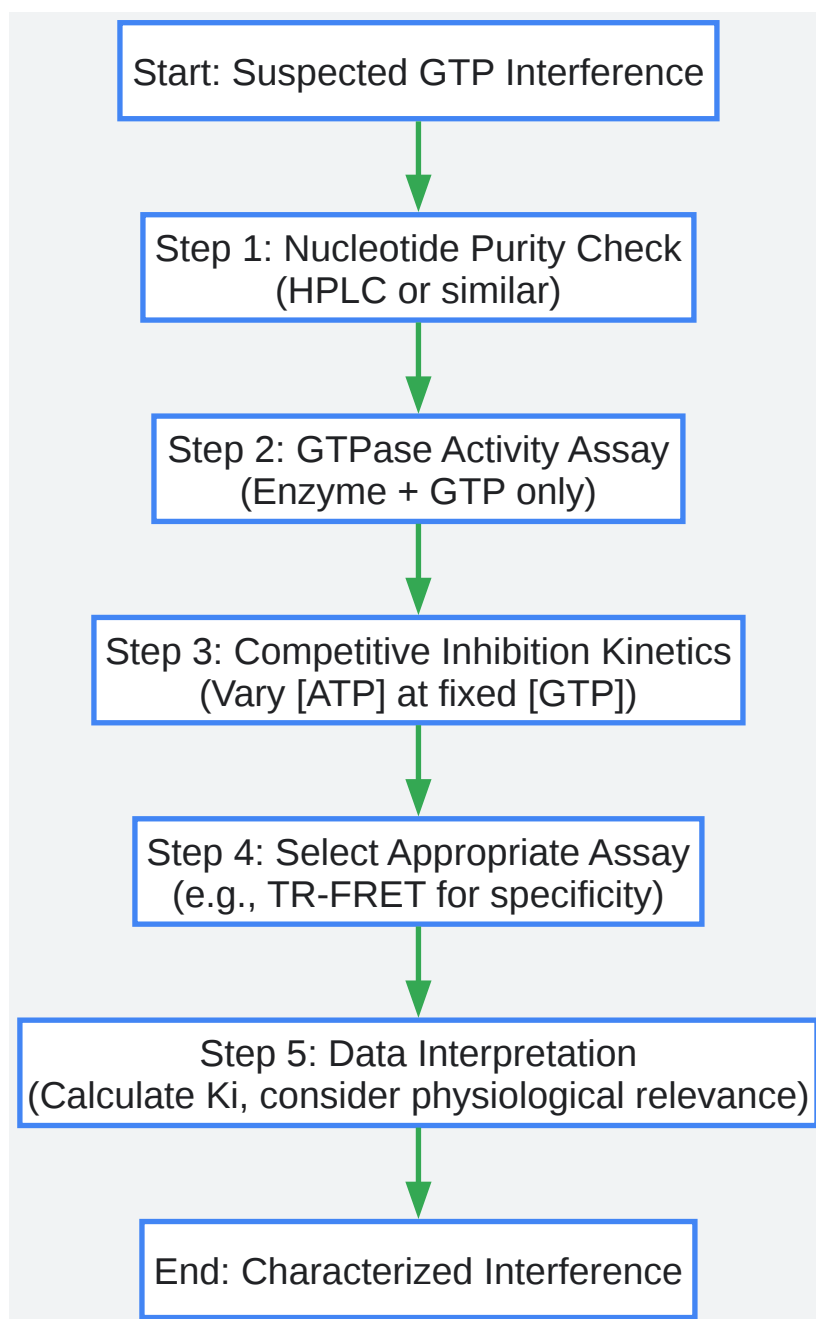 Start: Suspected GTP Interference
Step 1: Nucleotide Purity Check
(HPLC or similar)
Step 2: GTPase Activity Assay
(Enzyme + GTP only)
Step 3: Competitive Inhibition Kinetics
(Vary [ATP] at fixed [GTP])
Step 4: Select Appropriate Assay
(e.g., TR-FRET for specificity)
Step 5: Data Interpretation
(Calculate Ki, consider physiological relevance)
End: Characterized Interference